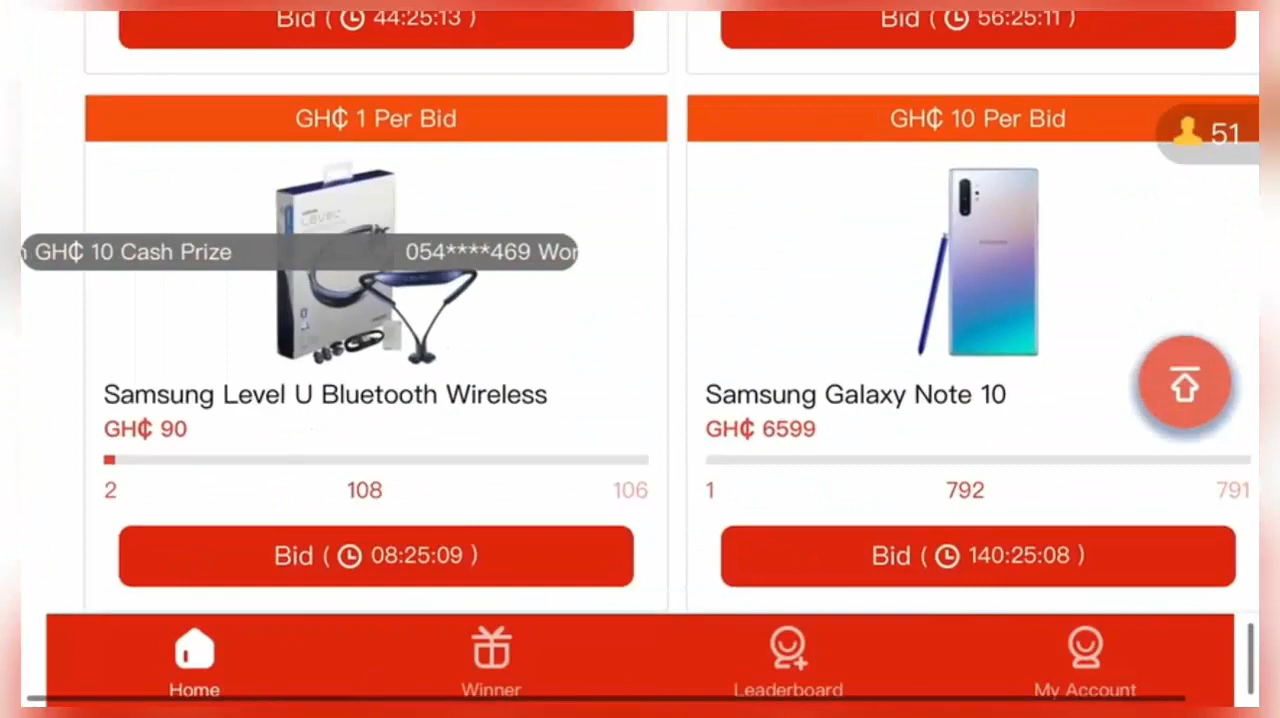 Bid ( 44:25:13 )
Bid ( 56:25:11 )
GH₵ 1 Per Bid
GH₵ 10 Per Bid
51
LEVEL
GH₵ 10 Cash Prize
054****469 Won
Samsung Level U Bluetooth Wireless
Samsung Galaxy Note 10
GH₵ 90
GH₵ 6599
2 108 106
1 792 791
Bid ( 08:25:09 )
Bid ( 140:25:08 )
Home
Winner
Leaderboard
My Account